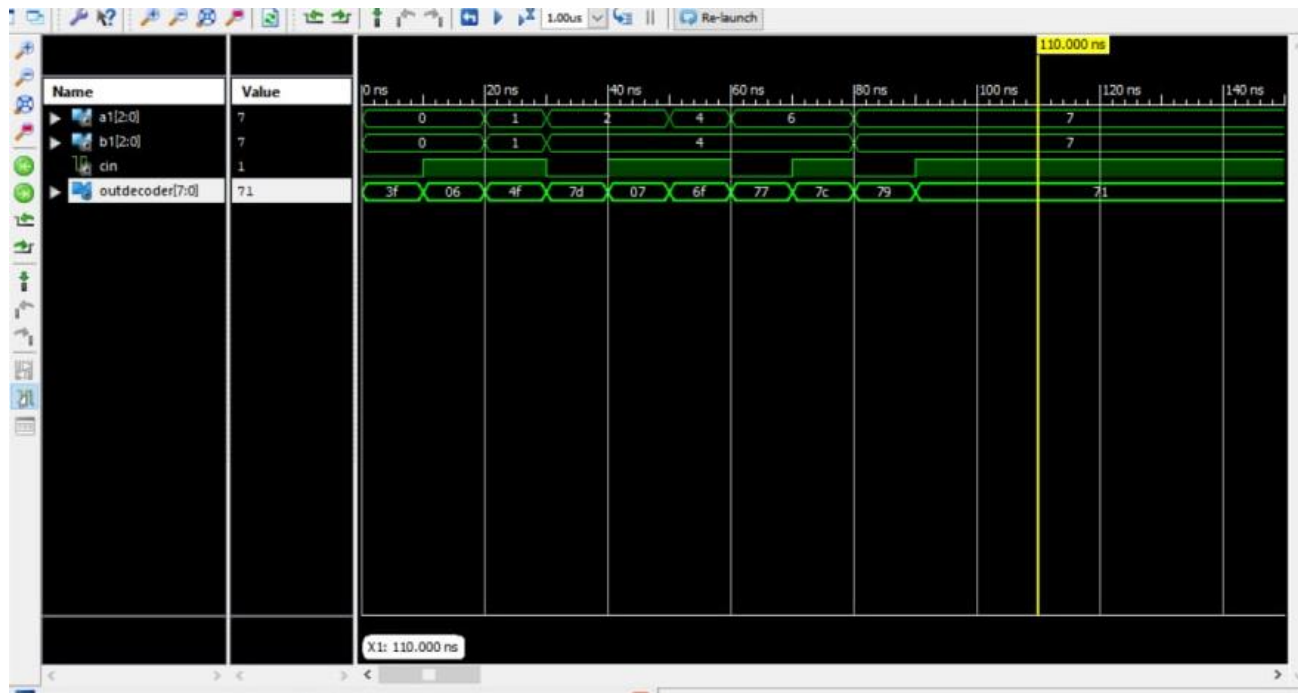 1.00us Re-launch
110.000 ns
Name Value 0 ns 20 ns 40 ns 60 ns 80 ns 100 ns 120 ns 140 ns
a1[2:0] 7 0 1 2 4 6 7
b1[2:0] 7 0 1 4 7
cin 1
outdecoder[7:0] 71 3f 06 4f 7d 07 6f 77 7c 79 71
X1: 110.000 ns